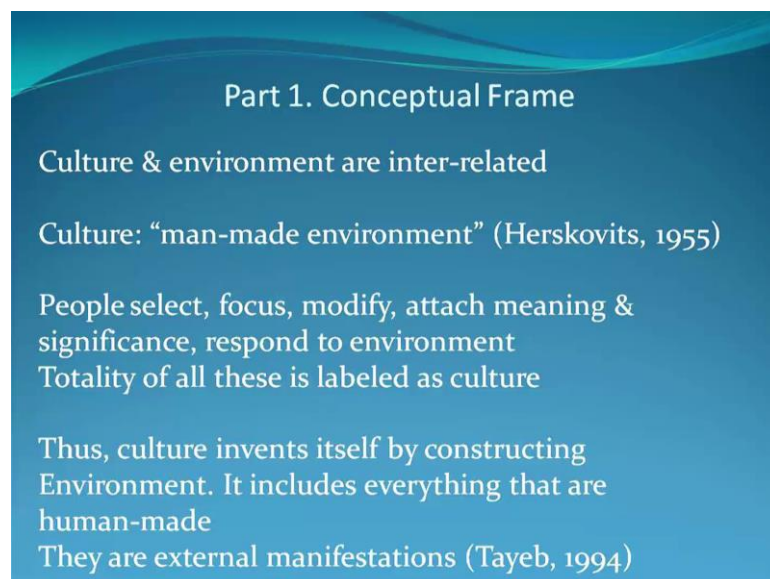 Part 1. Conceptual Frame
Culture & environment are inter-related
Culture: “man-made environment” (Herskovits, 1955)
People select, focus, modify, attach meaning &
significance, respond to environment
Totality of all these is labeled as culture
Thus, culture invents itself by constructing
Environment. It includes everything that are
human-made
They are external manifestations (Tayeb, 1994)